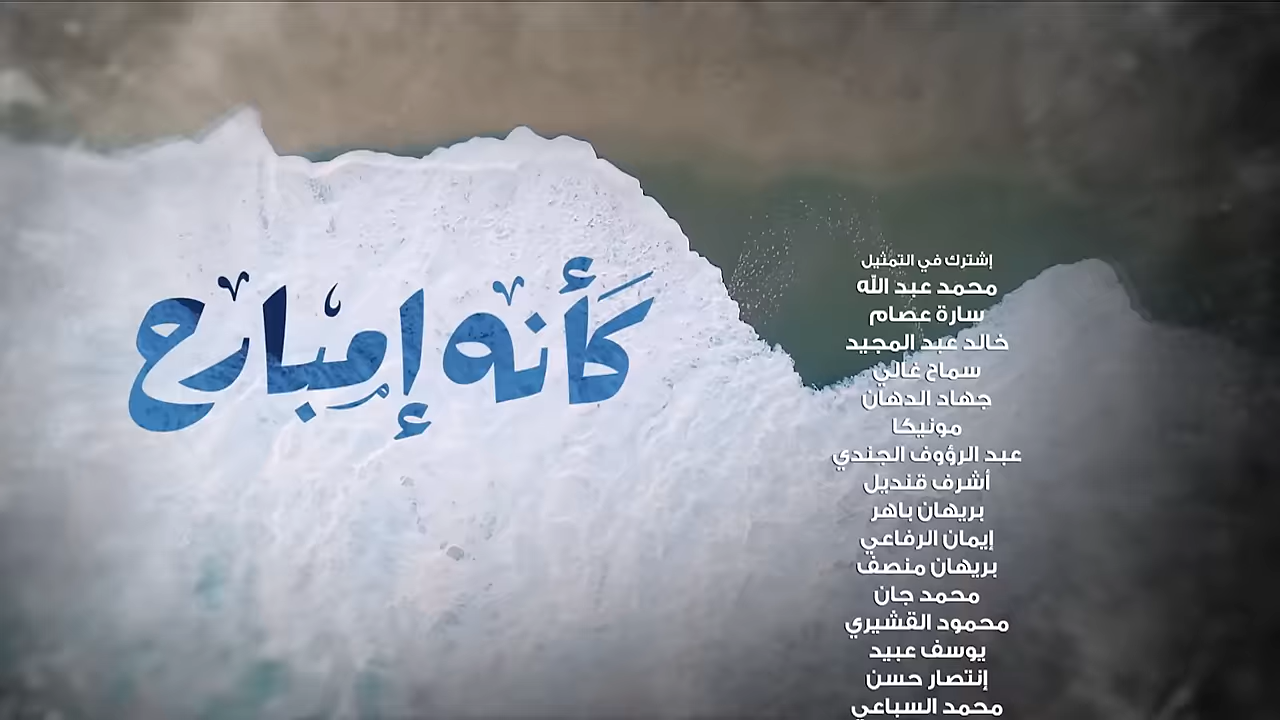 كأنه إمبارح
إشترك في التمثيل
محمد عبد الله
سارة عصام
خالد عبد المجيد
سماح غالي
جهاد الدهان
مونيكا
عبد الرؤوف الجندي
أشرف قنديل
بريهان باهر
إيمان الرفاعي
بريهان منصف
محمد جان
محمود القشيري
يوسف عبيد
إنتصار حسن
محمد السباعي